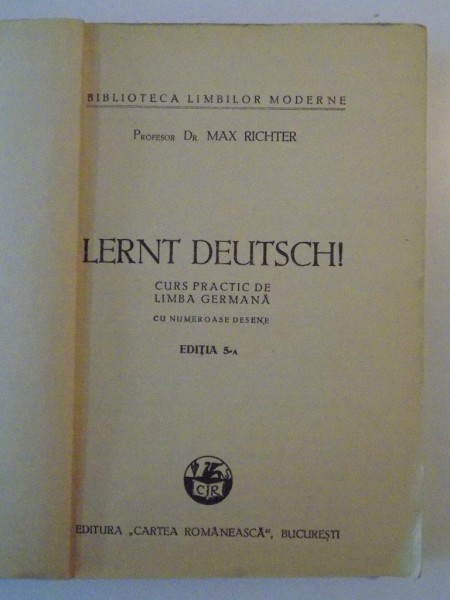 BIBLIOTECA LIMBILOR MODERNE
PROFESOR DR. MAX RICHTER
LERNT DEUTSCH!
CURS PRACTIC DE
LIMBA GERMANĂ
CU NUMEROASE DESENE
EDIȚIA 5-A
CJR
EDITURA „CARTEA ROMÂNEASCĂ", BUCUREȘTI